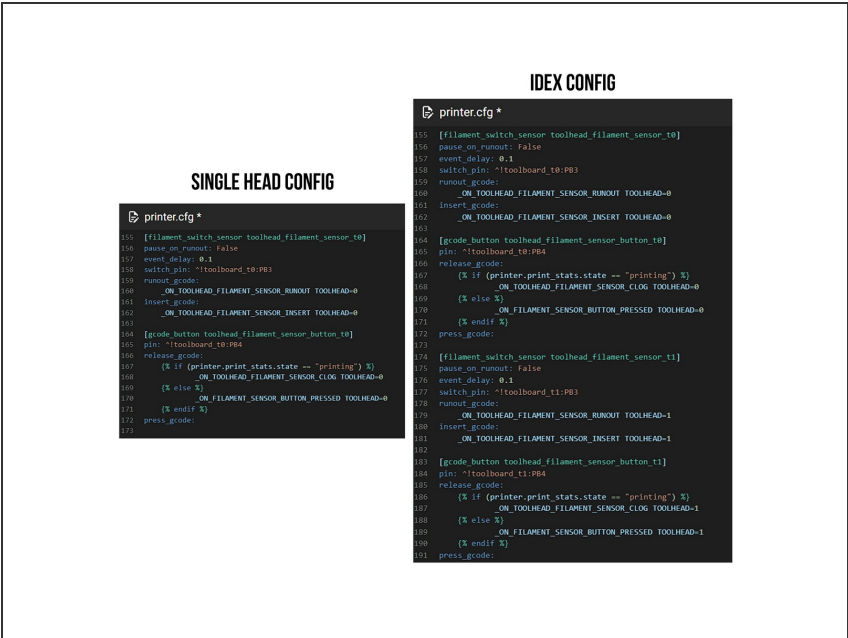 SINGLE HEAD CONFIG
printer.cfg *
155 [filament_switch_sensor toolhead_filament_sensor_t0]
156 pause_on_runout: False
157 event_delay: 0.1
158 switch_pin: ^!toolboard_t0:PB3
159 runout_gcode:
160 _ON_TOOLHEAD_FILAMENT_SENSOR_RUNOUT TOOLHEAD=0
161 insert_gcode:
162 _ON_TOOLHEAD_FILAMENT_SENSOR_INSERT TOOLHEAD=0
163
164 [gcode_button toolhead_filament_sensor_button_t0]
165 pin: ^!toolboard_t0:PB4
166 release_gcode:
167 {% if (printer.print_stats.state == "printing") %}
168 _ON_TOOLHEAD_FILAMENT_SENSOR_CLOG TOOLHEAD=0
169 {% else %}
170 _ON_FILAMENT_SENSOR_BUTTON_PRESSED TOOLHEAD=0
171 {% endif %}
172 press_gcode:
173
IDEX CONFIG
printer.cfg *
155 [filament_switch_sensor toolhead_filament_sensor_t0]
156 pause_on_runout: False
157 event_delay: 0.1
158 switch_pin: ^!toolboard_t0:PB3
159 runout_gcode:
160 _ON_TOOLHEAD_FILAMENT_SENSOR_RUNOUT TOOLHEAD=0
161 insert_gcode:
162 _ON_TOOLHEAD_FILAMENT_SENSOR_INSERT TOOLHEAD=0
163
164 [gcode_button toolhead_filament_sensor_button_t0]
165 pin: ^!toolboard_t0:PB4
166 release_gcode:
167 {% if (printer.print_stats.state == "printing") %}
168 _ON_TOOLHEAD_FILAMENT_SENSOR_CLOG TOOLHEAD=0
169 {% else %}
170 _ON_FILAMENT_SENSOR_BUTTON_PRESSED TOOLHEAD=0
171 {% endif %}
172 press_gcode:
173
174 [filament_switch_sensor toolhead_filament_sensor_t1]
175 pause_on_runout: False
176 event_delay: 0.1
177 switch_pin: ^!toolboard_t1:PB3
178 runout_gcode:
179 _ON_TOOLHEAD_FILAMENT_SENSOR_RUNOUT TOOLHEAD=1
180 insert_gcode:
181 _ON_TOOLHEAD_FILAMENT_SENSOR_INSERT TOOLHEAD=1
182
183 [gcode_button toolhead_filament_sensor_button_t1]
184 pin: ^!toolboard_t1:PB4
185 release_gcode:
186 {% if (printer.print_stats.state == "printing") %}
187 _ON_TOOLHEAD_FILAMENT_SENSOR_CLOG TOOLHEAD=1
188 {% else %}
189 _ON_FILAMENT_SENSOR_BUTTON_PRESSED TOOLHEAD=1
190 {% endif %}
191 press_gcode: